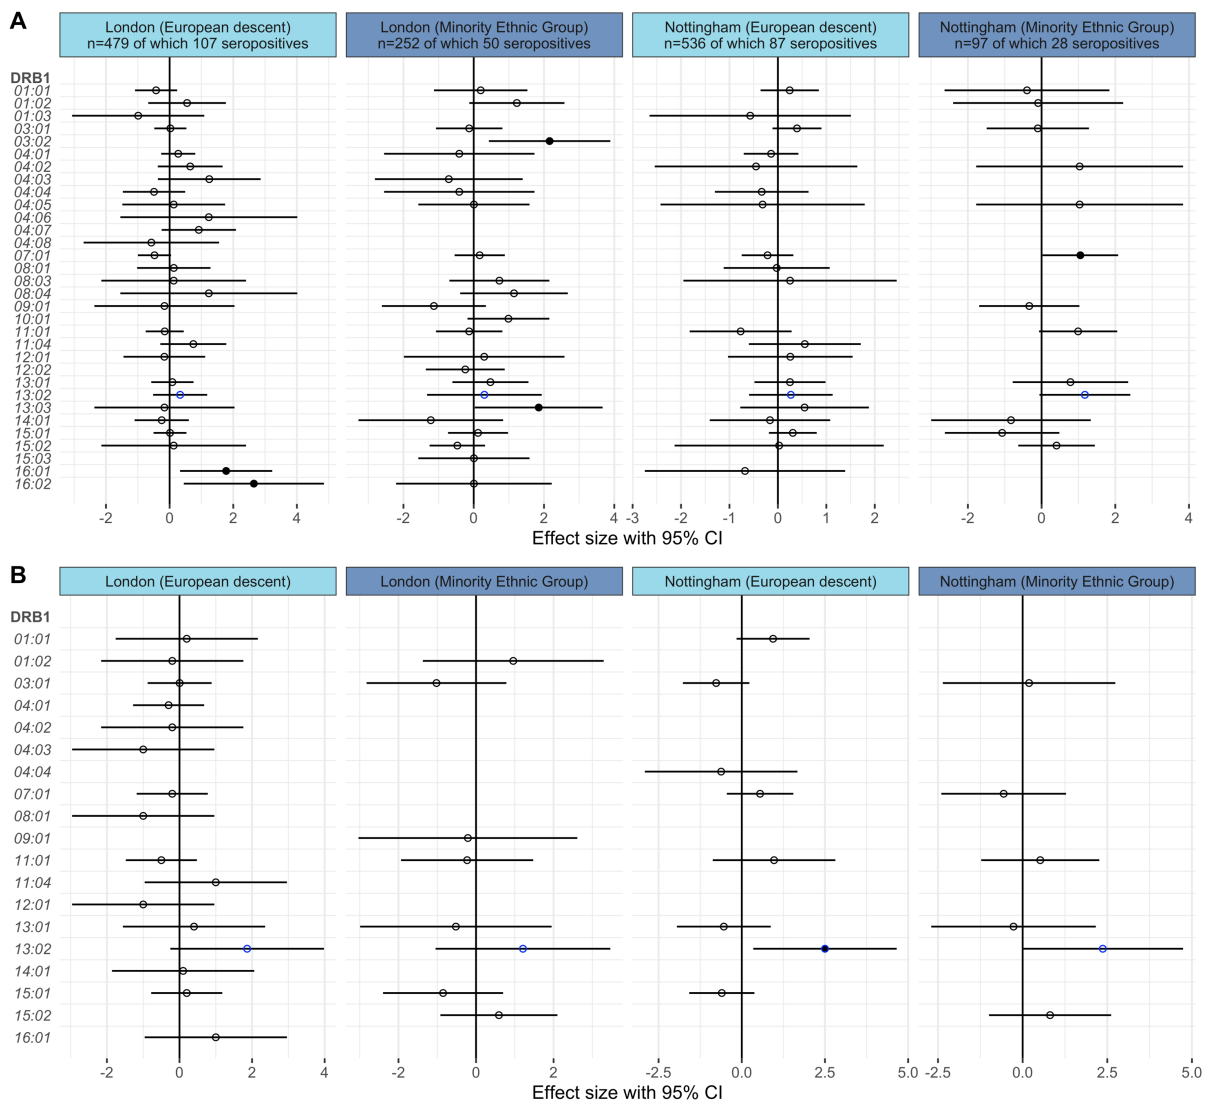 A
London (European descent)
n=479 of which 107 seropositives
London (Minority Ethnic Group)
n=252 of which 50 seropositives
Nottingham (European descent)
n=536 of which 87 seropositives
Nottingham (Minority Ethnic Group)
n=97 of which 28 seropositives
DRB1
01:01
01:02
01:03
03:01
03:02
04:01
04:02
04:03
04:04
04:05
04:06
04:07
04:08
07:01
08:01
08:03
08:04
09:01
10:01
11:01
11:04
12:01
12:02
13:01
13:02
13:03
14:01
15:01
15:02
15:03
16:01
16:02
-2 0 2 4
-2 0 2 4
-3 -2 -1 0 1 2
-2 0 2 4
Effect size with 95% CI
B
London (European descent)
London (Minority Ethnic Group)
Nottingham (European descent)
Nottingham (Minority Ethnic Group)
DRB1
01:01
01:02
03:01
04:01
04:02
04:03
04:04
07:01
08:01
09:01
11:01
11:04
12:01
13:01
13:02
14:01
15:01
15:02
16:01
-2 0 2 4
-2 0 2
-2.5 0.0 2.5 5.0
-2.5 0.0 2.5 5.0
Effect size with 95% CI